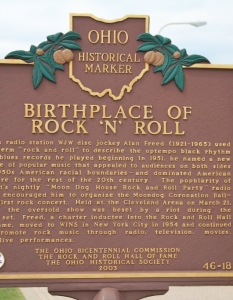 OHIO
HISTORICAL
MARKER
BIRTHPLACE OF
ROCK 'N' ROLL
radio station WJW disc jockey Alan Freed (1921-1965) used
"rock and roll" to describe the uptempo black rhythm
blues records he played beginning in 1951, he named a new
of popular music that appealed to audiences on both sides
1950s American racial boundaries—and dominated American
for the rest of the 20th century. The popularity of
nightly "Moon Dog House Rock and Roll Party" radio
encouraged him to organize the Moondog Coronation Ball—
first rock concert. Held at the Cleveland Arena on March 21,
the oversold show was beset by a riot during the
set. Freed, a charter inductee into the Rock and Roll Hall
moved to WINS in New York City in 1954 and continued
promote rock music through radio, television, movies,
live performances.
THE OHIO BICENTENNIAL COMMISSION
THE ROCK AND ROLL HALL OF FAME
THE OHIO HISTORICAL SOCIETY
2003
46-18